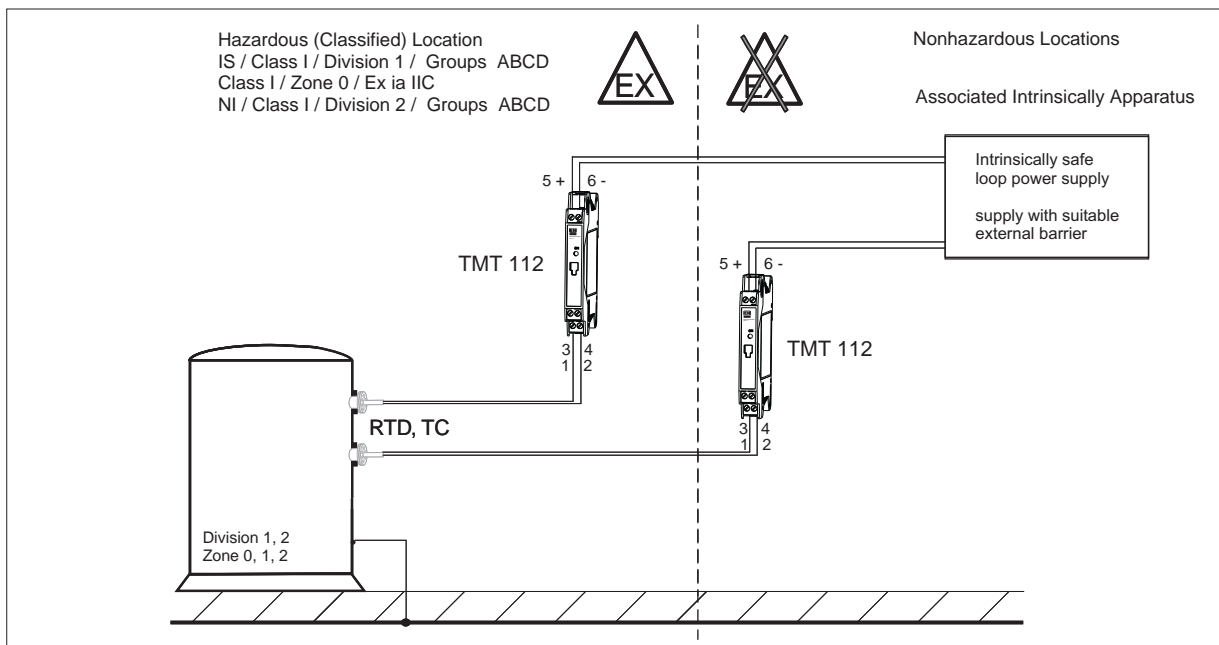 Hazardous (Classified) Location
IS / Class I / Division 1 / Groups ABCD
Class I / Zone 0 / Ex ia IIC
NI / Class I / Division 2 / Groups ABCD
EX
EX
Nonhazardous Locations
Associated Intrinsically Apparatus
Intrinsically safe
loop power supply
supply with suitable
external barrier
5 + 6 -
TMT 112
3 4
1 2
5 + 6 -
TMT 112
3 4
1 2
RTD, TC
Division 1, 2
Zone 0, 1, 2